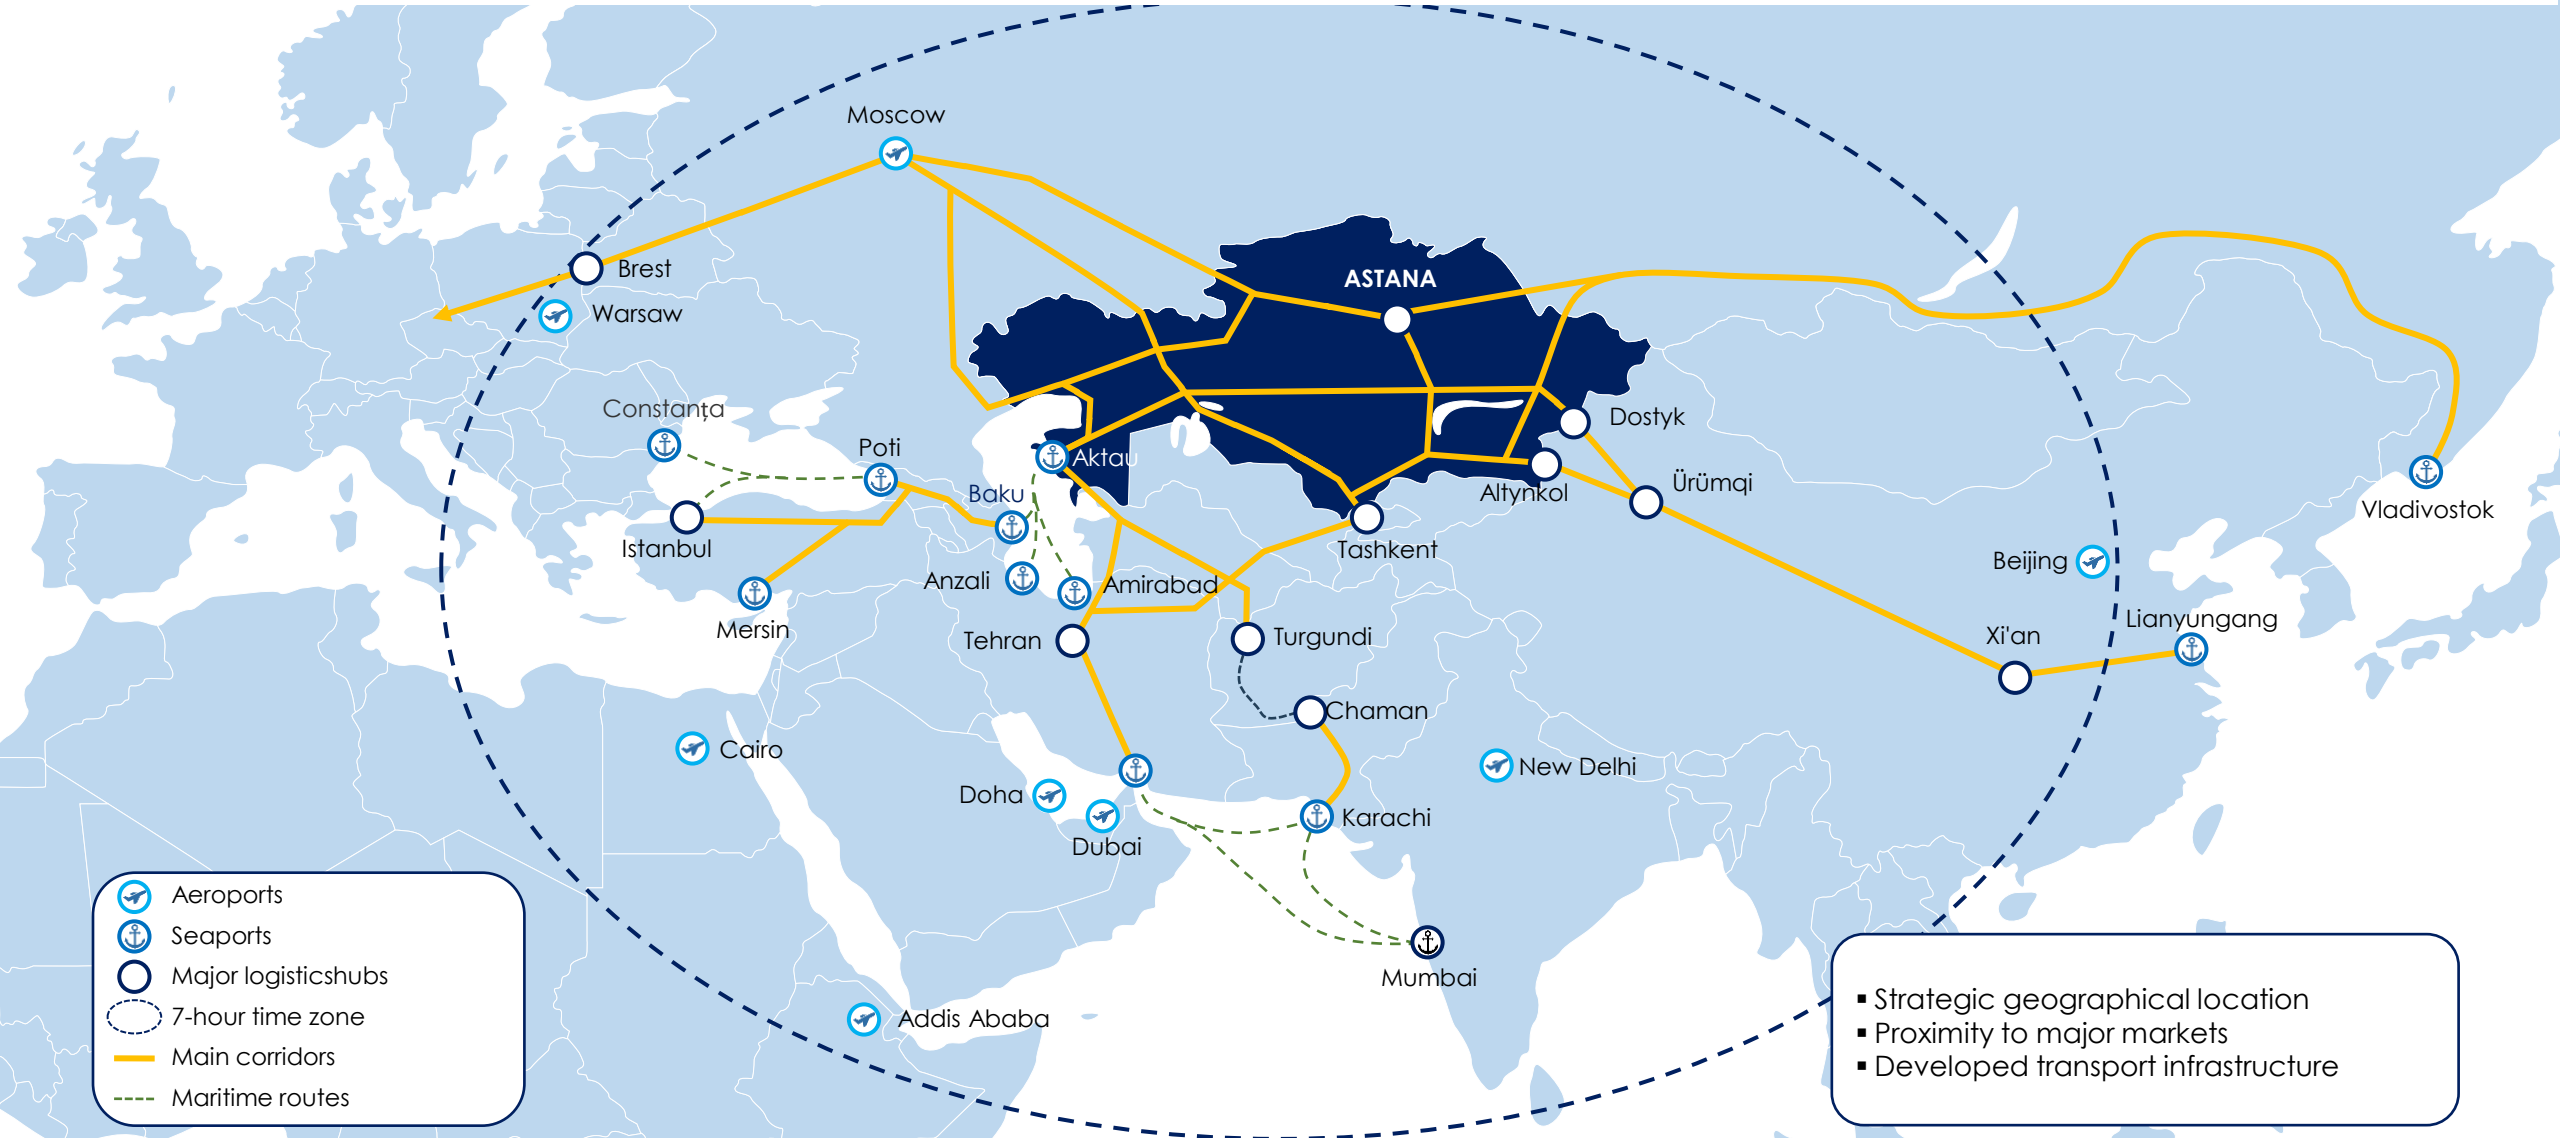 Moscow
Brest
ASTANA
Warsaw
Constanța
Dostyk
Poti
Aktau
Ürümqi
Baku
Altynkol
Vladivostok
Istanbul
Tashkent
Beijing
Anzali
Amirabad
Lianyungang
Mersin
Tehran
Turgundi
Xi'an
Chaman
Cairo
New Delhi
Doha
Karachi
Dubai
Mumbai
Addis Ababa
Aeroports
Seaports
Major logisticshubs
7-hour time zone
Main corridors
Maritime routes
▪ Strategic geographical location
▪ Proximity to major markets
▪ Developed transport infrastructure